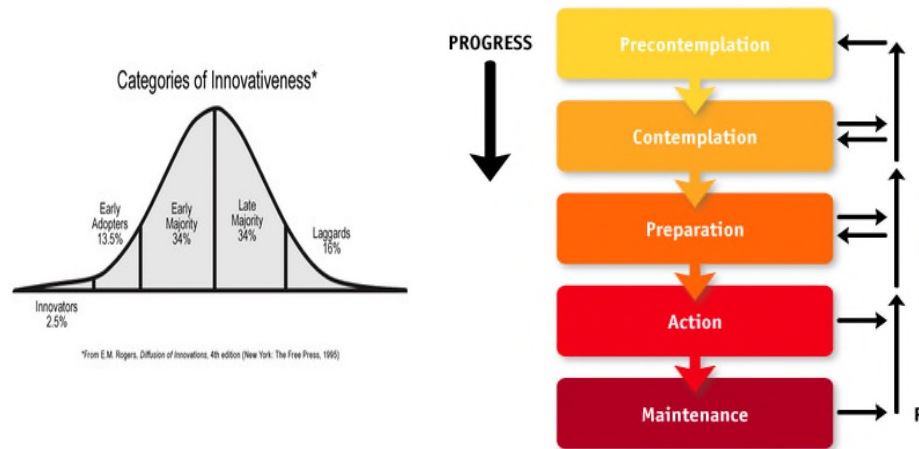 Categories of Innovativeness*
Early
Adopters
13.5%
Early
Majority
34%
Late
Majority
34%
Laggards
16%
Innovators
2.5%
*From E.M. Rogers, Diffusion of Innovations, 4th edition (New York: The Free Press, 1995)
PROGRESS
Precontemplation
Contemplation
Preparation
Action
Maintenance